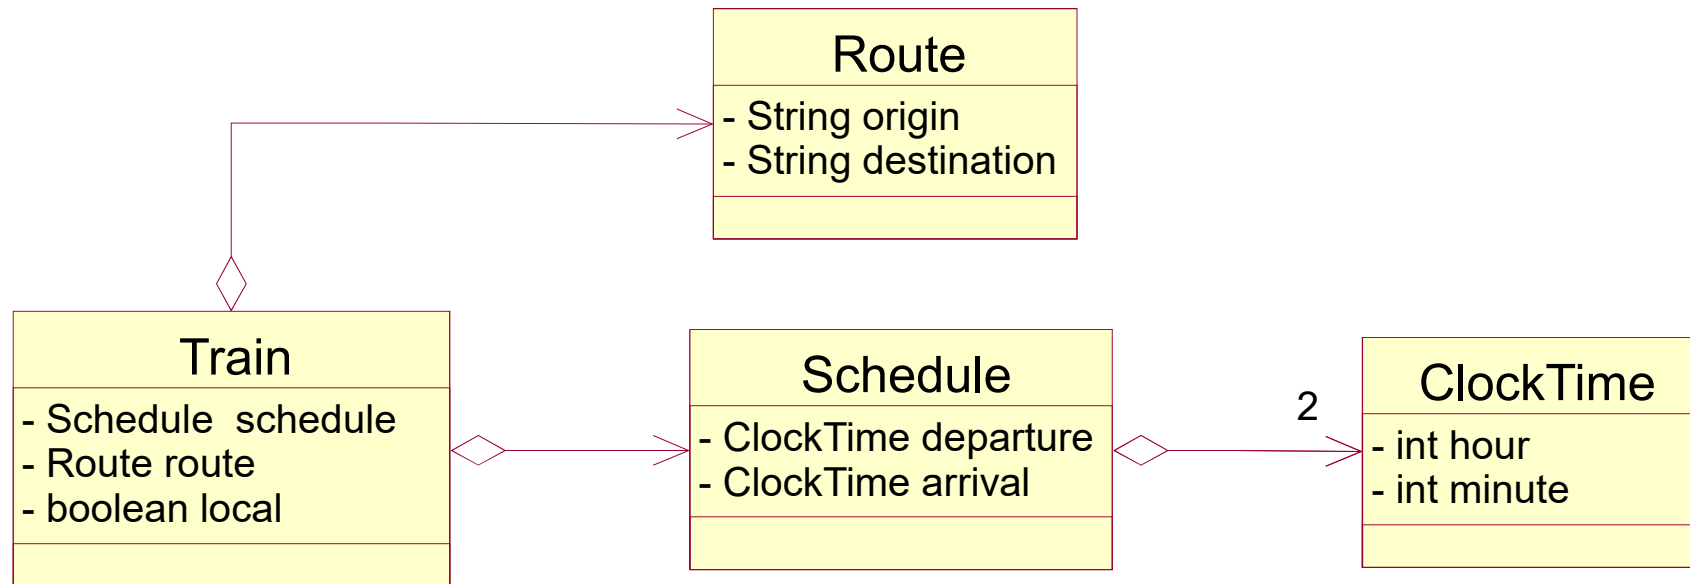 Route
- String origin
- String destination
Train
- Schedule  schedule
- Route route
- boolean local
Schedule
- ClockTime departure
- ClockTime arrival
2
ClockTime
- int hour
- int minute